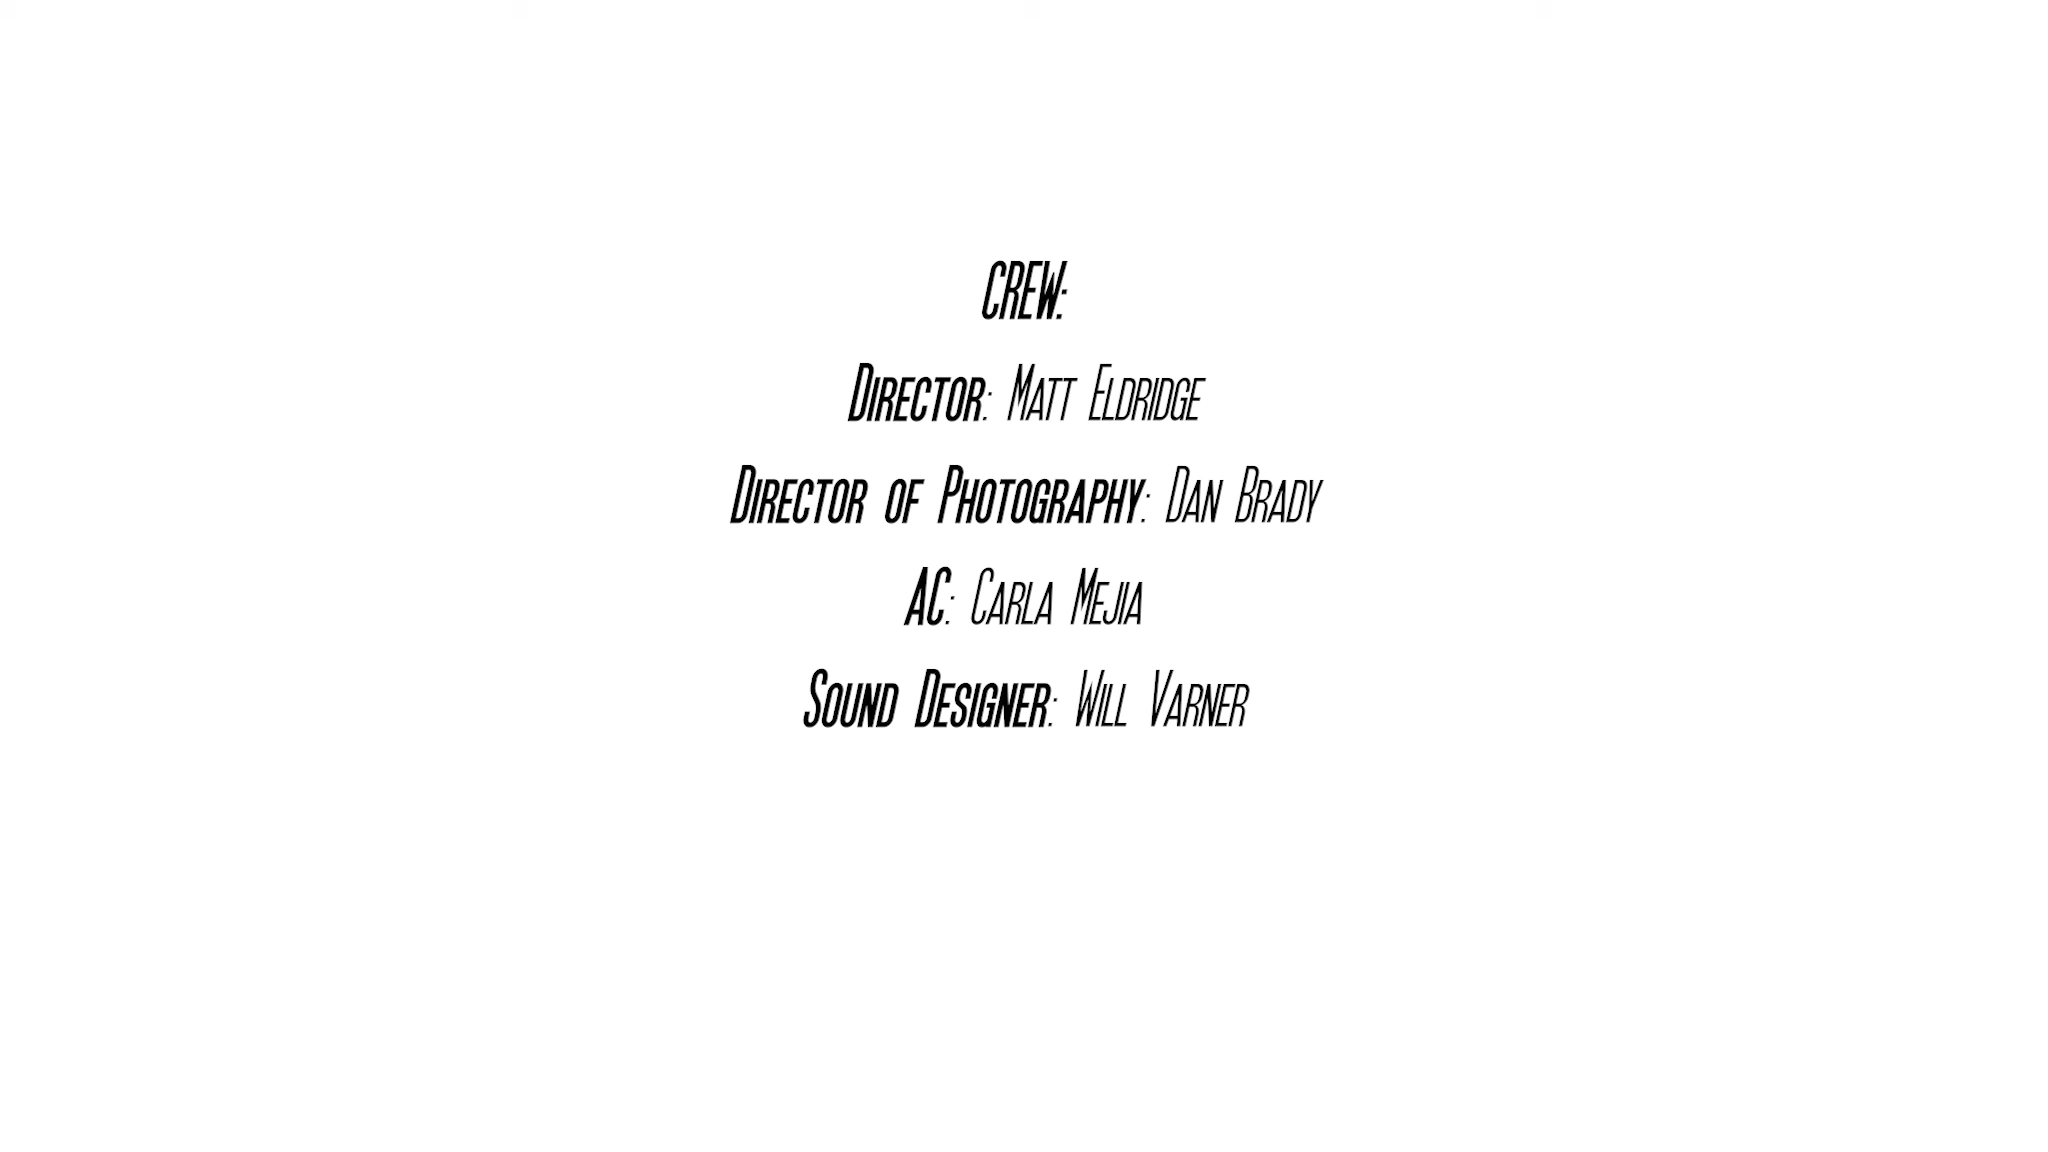 CREW:
Director: Matt Eldridge
Director of Photography: Dan Brady
AC: Carla Mejia
Sound Designer: Will Varner